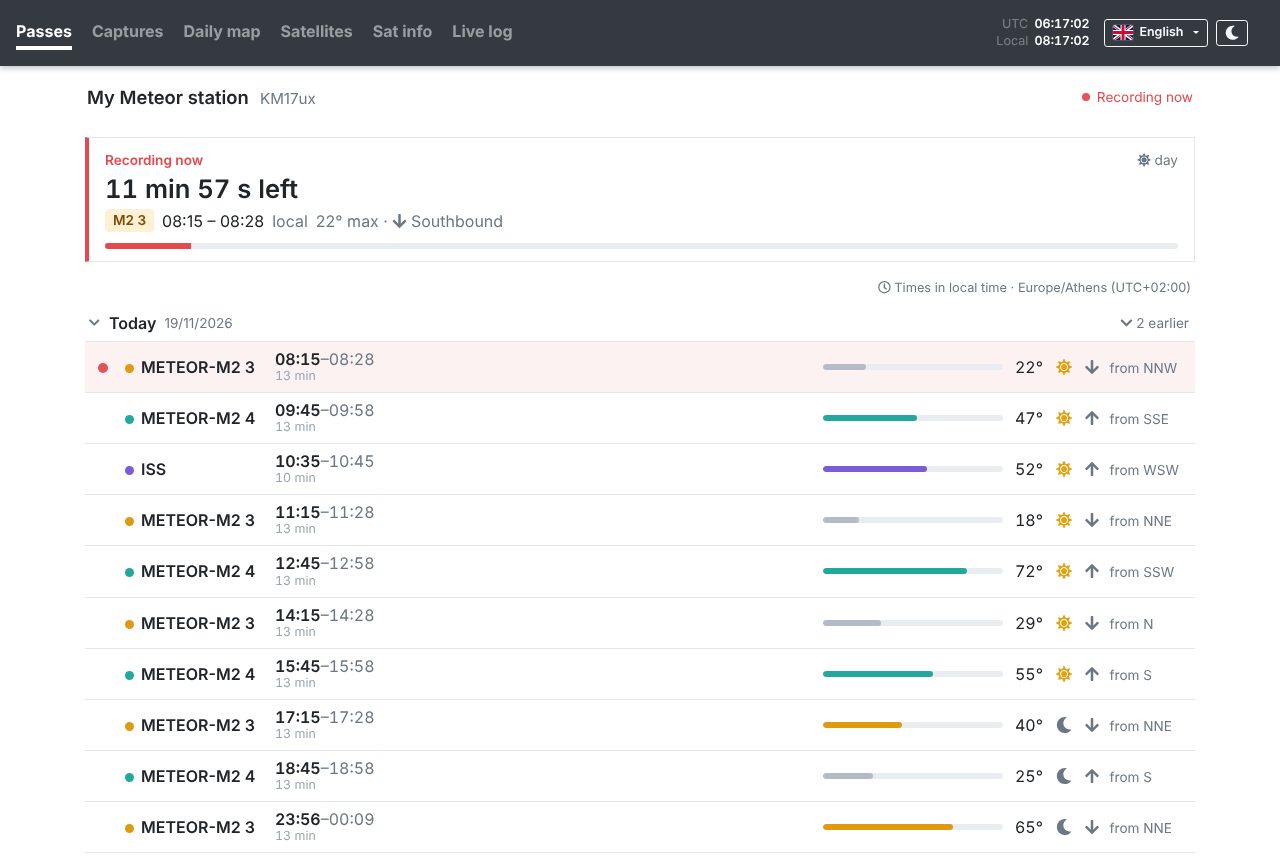 Passes Captures Daily map Satellites Sat info Live log
UTC 06:17:02
Local 08:17:02
English
My Meteor station KM17ux
Recording now
Recording now
day
11 min 57 s left
M2 3 08:15 – 08:28 local 22° max · Southbound
Times in local time · Europe/Athens (UTC+02:00)
Today 19/11/2026
2 earlier
METEOR-M2 3 08:15–08:28 22° from NNW
13 min
METEOR-M2 4 09:45–09:58 47° from SSE
13 min
ISS 10:35–10:45 52° from WSW
10 min
METEOR-M2 3 11:15–11:28 18° from NNE
13 min
METEOR-M2 4 12:45–12:58 72° from SSW
13 min
METEOR-M2 3 14:15–14:28 29° from N
13 min
METEOR-M2 4 15:45–15:58 55° from S
13 min
METEOR-M2 3 17:15–17:28 40° from NNE
13 min
METEOR-M2 4 18:45–18:58 25° from S
13 min
METEOR-M2 3 23:56–00:09 65° from NNE
13 min